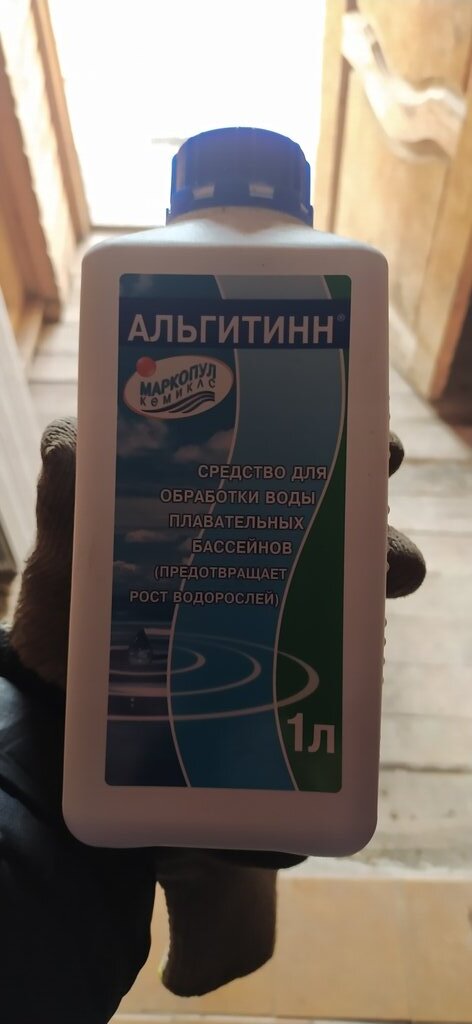 АЛЬГИТИНН®
МАРКОПУЛ
КЕМИКЛС
СРЕДСТВО ДЛЯ
ОБРАБОТКИ ВОДЫ
ПЛАВАТЕЛЬНЫХ
БАССЕЙНОВ
(ПРЕДОТВРАЩАЕТ
РОСТ ВОДОРОСЛЕЙ)
1л